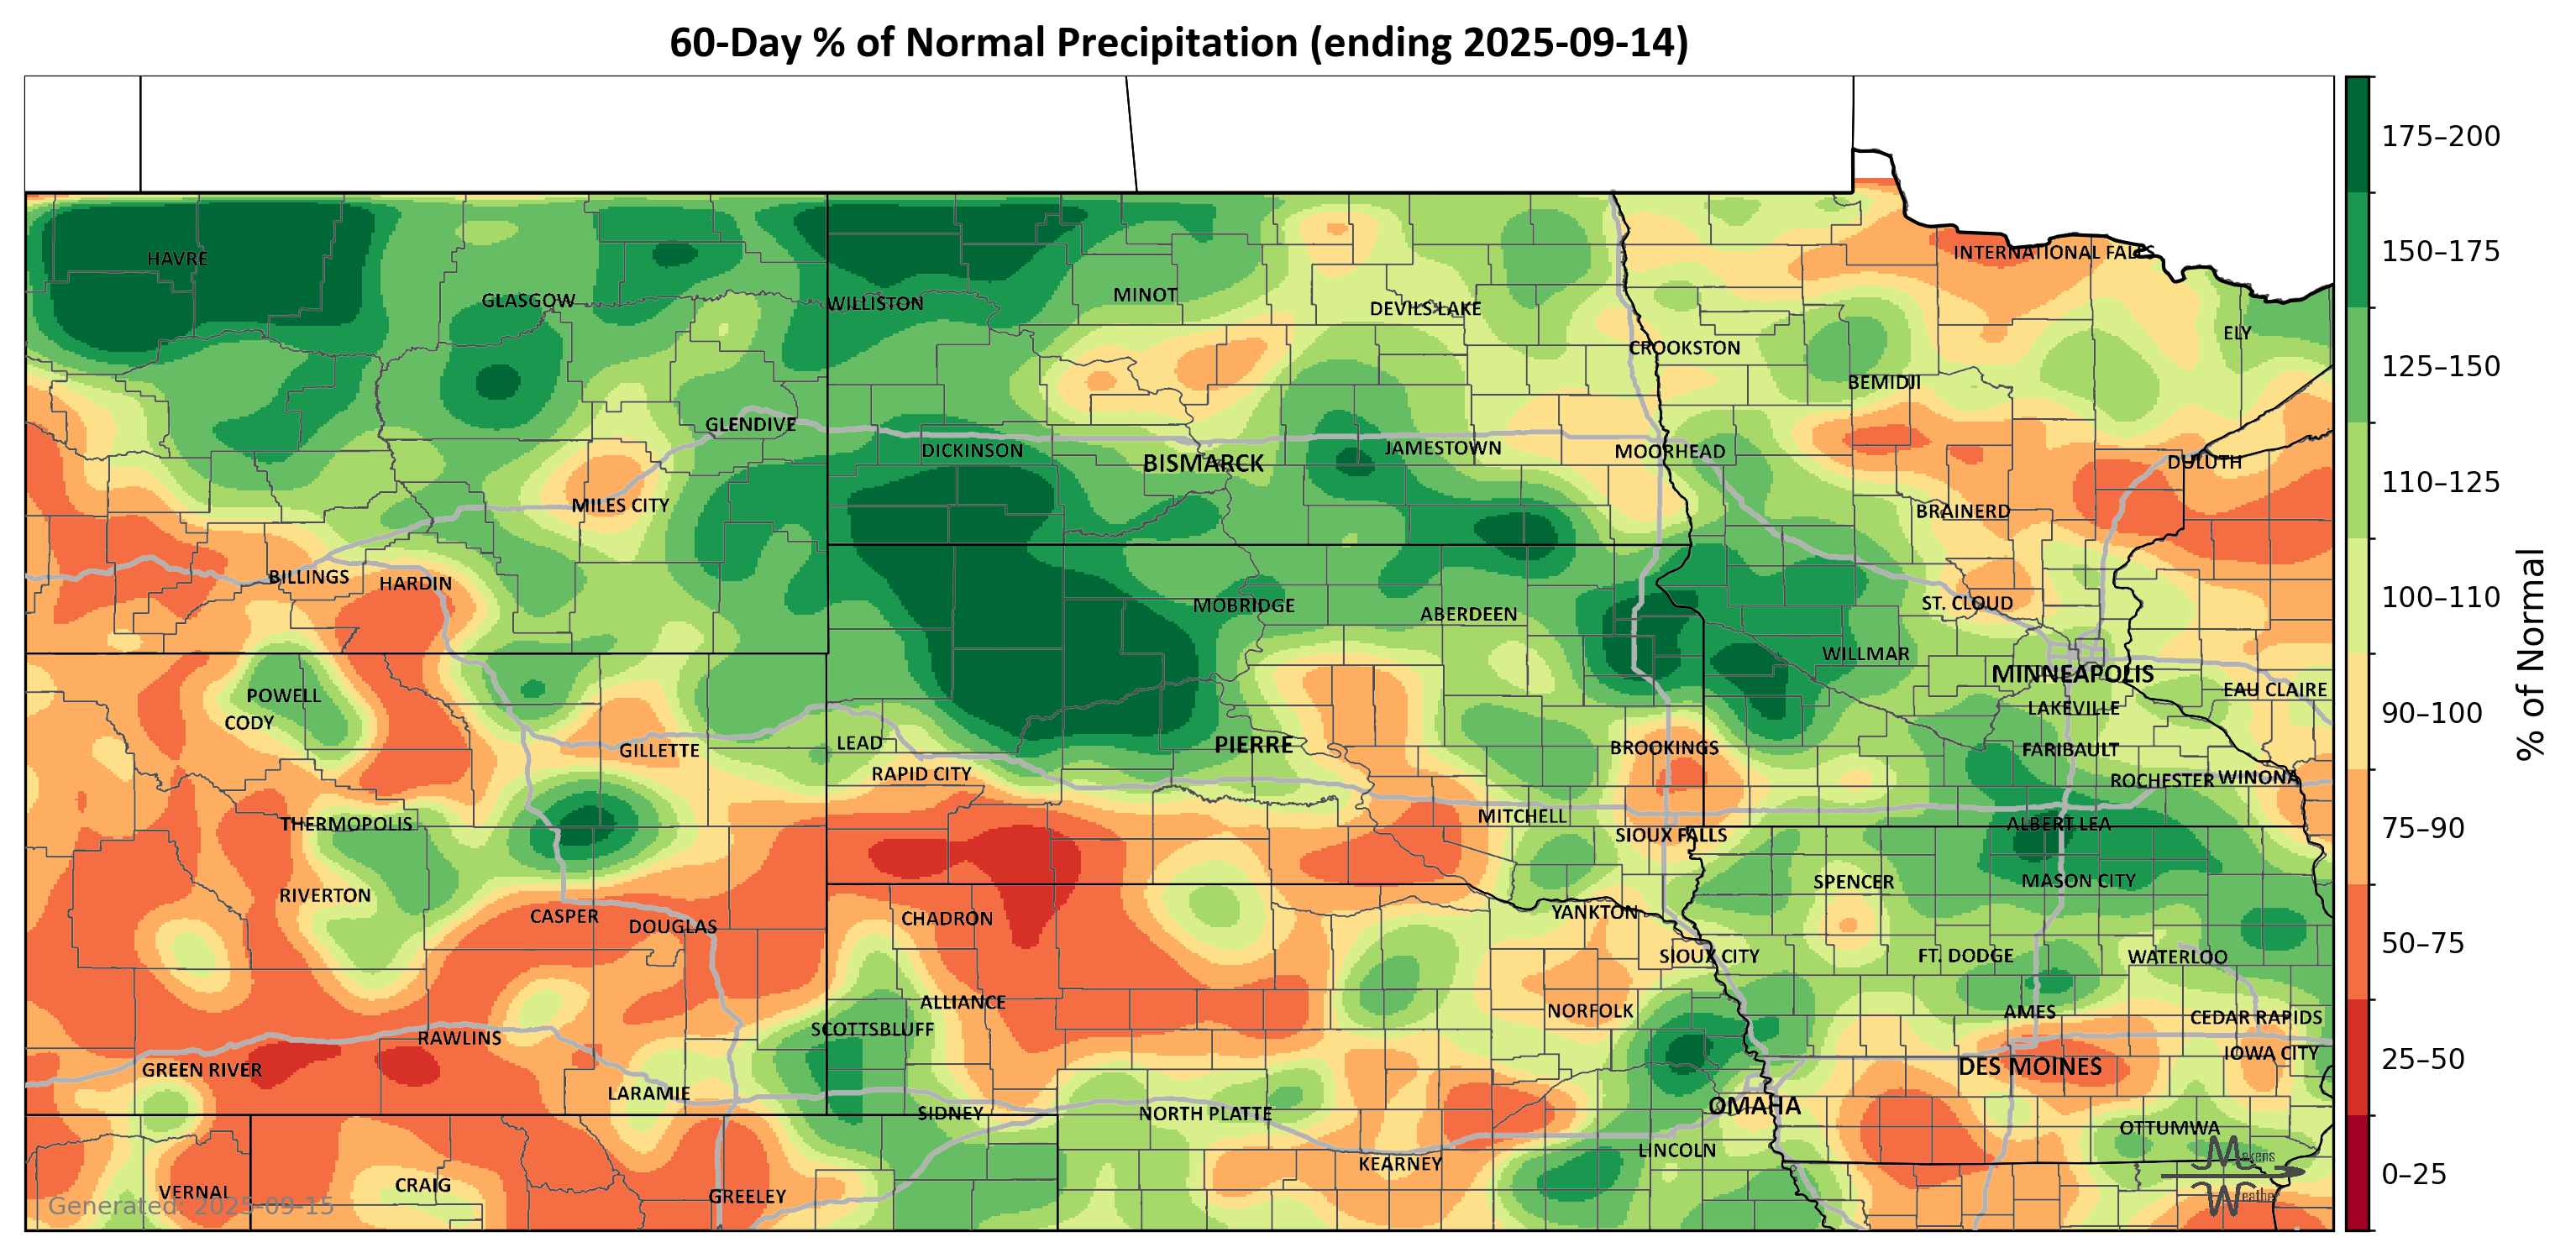 60-Day % of Normal Precipitation (ending 2025-09-14)
175–200
150–175
125–150
110–125
100–110
90–100
75–90
50–75
25–50
0–25
% of Normal
HAVRE
INTERNATIONAL FALLS
GLASGOW
WILLISTON
MINOT
DEVILS LAKE
ELY
CROOKSTON
BEMIDJI
GLENDIVE
DICKINSON
BISMARCK
JAMESTOWN
MOORHEAD
DULUTH
MILES CITY
BRAINERD
BILLINGS
HARDIN
MOBRIDGE
ABERDEEN
ST. CLOUD
WILLMAR
MINNEAPOLIS
POWELL
EAU CLAIRE
CODY
LAKEVILLE
GILLETTE
LEAD
PIERRE
BROOKINGS
FARIBAULT
RAPID CITY
ROCHESTER
WINONA
THERMOPOLIS
MITCHELL
SIOUX FALLS
ALBERT LEA
RIVERTON
SPENCER
MASON CITY
CASPER
DOUGLAS
CHADRON
YANKTON
SIOUX CITY
FT. DODGE
WATERLOO
ALLIANCE
NORFOLK
AMES
CEDAR RAPIDS
SCOTTSBLUFF
RAWLINS
IOWA CITY
GREEN RIVER
DES MOINES
LARAMIE
SIDNEY
NORTH PLATTE
OMAHA
OTTUMWA
LINCOLN
KEARNEY
Makens
Weather
VERNAL
CRAIG
GREELEY
Generated: 2025-09-15